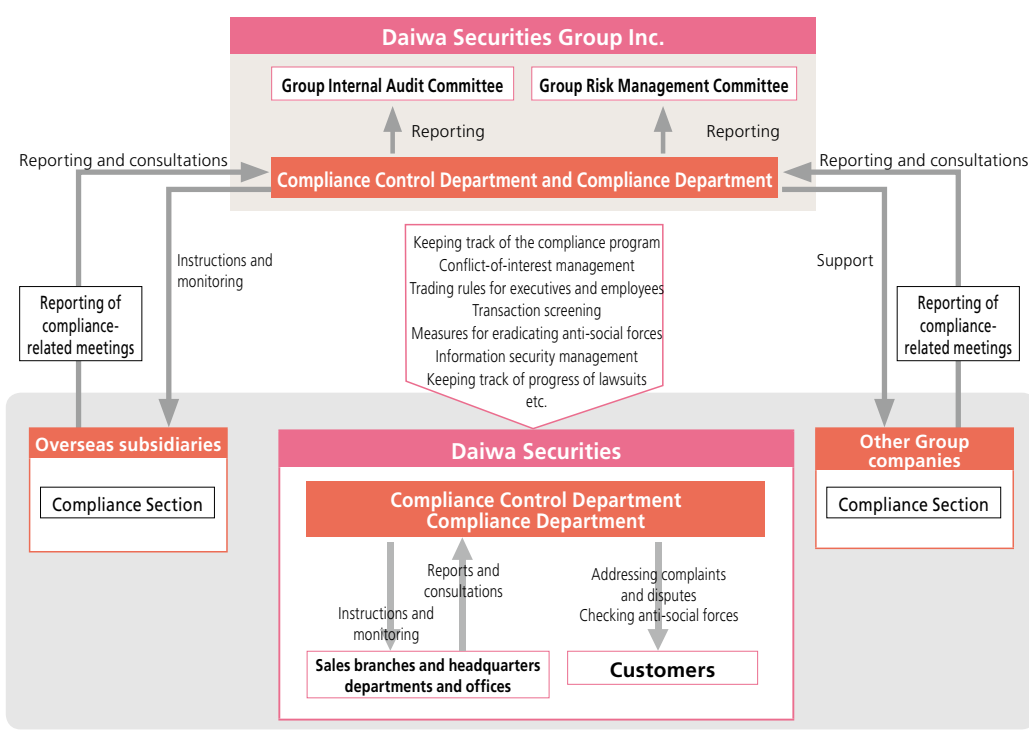 Daiwa Securities Group Inc.
Group Internal Audit Committee
Group Risk Management Committee
Reporting
Reporting
Reporting and consultations
Reporting and consultations
Compliance Control Department and Compliance Department
Instructions and
monitoring
Keeping track of the compliance program
Conflict-of-interest management
Trading rules for executives and employees
Transaction screening
Measures for eradicating anti-social forces
Information security management
Keeping track of progress of lawsuits
etc.
Support
Reporting of
compliance-
related meetings
Reporting of
compliance-
related meetings
Overseas subsidiaries
Compliance Section
Daiwa Securities
Compliance Control Department
Compliance Department
Instructions and
monitoring
Reports and
consultations
Addressing complaints
and disputes
Checking anti-social forces
Sales branches and headquarters
departments and offices
Customers
Other Group
companies
Compliance Section